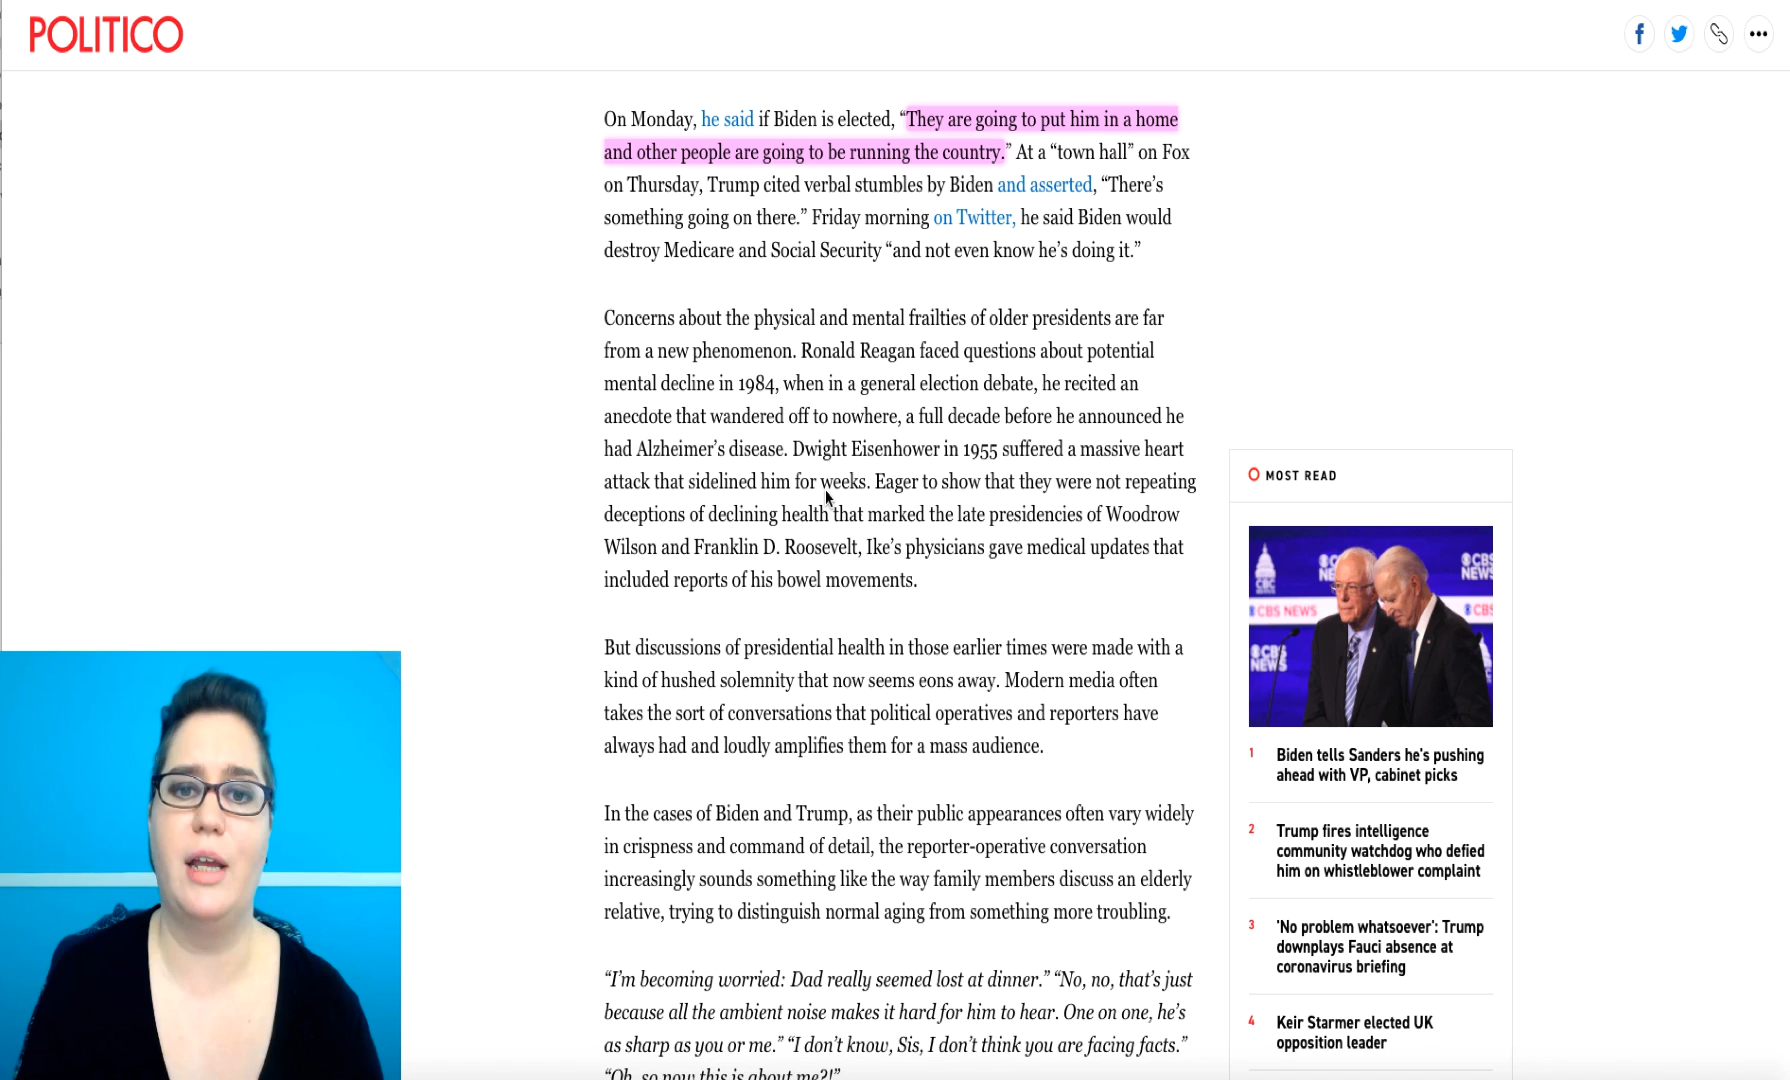 POLITICO
On Monday, he said if Biden is elected, “They are going to put him in a home
and other people are going to be running the country.” At a “town hall” on Fox
on Thursday, Trump cited verbal stumbles by Biden and asserted, “There’s
something going on there.” Friday morning on Twitter, he said Biden would
destroy Medicare and Social Security “and not even know he’s doing it.”
Concerns about the physical and mental frailties of older presidents are far
from a new phenomenon. Ronald Reagan faced questions about potential
mental decline in 1984, when in a general election debate, he recited an
anecdote that wandered off to nowhere, a full decade before he announced he
had Alzheimer’s disease. Dwight Eisenhower in 1955 suffered a massive heart
attack that sidelined him for weeks. Eager to show that they were not repeating
deceptions of declining health that marked the late presidencies of Woodrow
Wilson and Franklin D. Roosevelt, Ike’s physicians gave medical updates that
included reports of his bowel movements.
But discussions of presidential health in those earlier times were made with a
kind of hushed solemnity that now seems eons away. Modern media often
takes the sort of conversations that political operatives and reporters have
always had and loudly amplifies them for a mass audience.
In the cases of Biden and Trump, as their public appearances often vary widely
in crispness and command of detail, the reporter-operative conversation
increasingly sounds something like the way family members discuss an elderly
relative, trying to distinguish normal aging from something more troubling.
“I’m becoming worried: Dad really seemed lost at dinner.” “No, no, that’s just
because all the ambient noise makes it hard for him to hear. One on one, he’s
as sharp as you or me.” “I don’t know, Sis, I don’t think you are facing facts.”
“Oh, so now this is about me?!”
MOST READ
CBS NEWS
CBS NEWS
CBS NEWS
1 Biden tells Sanders he's pushing
ahead with VP, cabinet picks
2 Trump fires intelligence
community watchdog who defied
him on whistleblower complaint
3 'No problem whatsoever': Trump
downplays Fauci absence at
coronavirus briefing
4 Keir Starmer elected UK
opposition leader